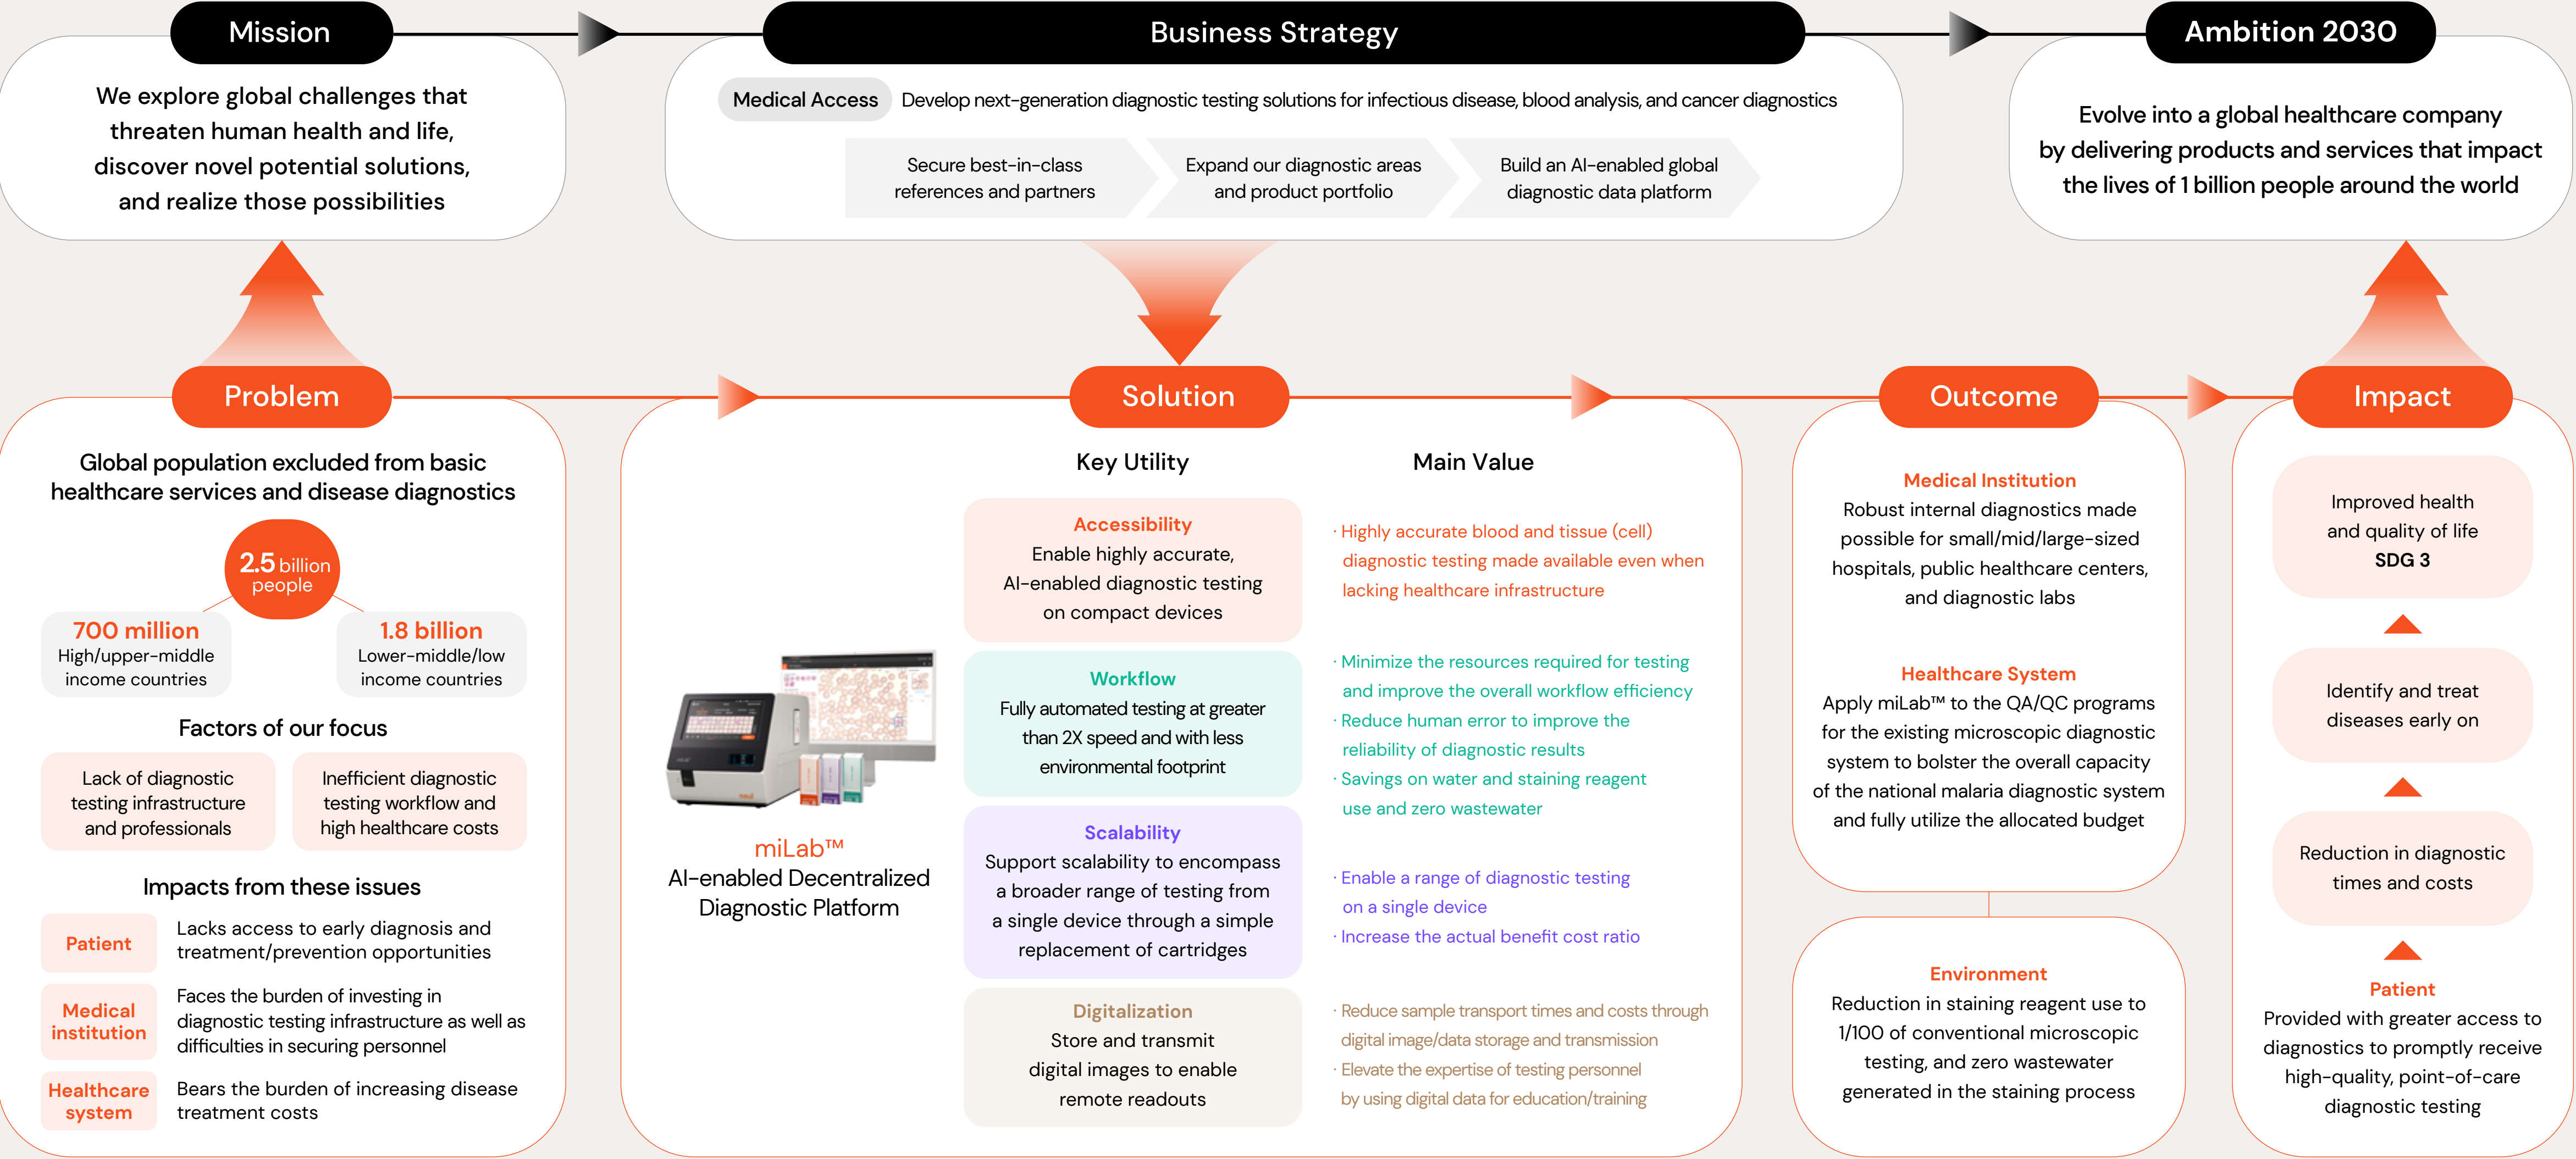 Mission
We explore global challenges that
threaten human health and life,
discover novel potential solutions,
and realize those possibilities
Business Strategy
Medical Access
Develop next-generation diagnostic testing solutions for infectious disease, blood analysis, and cancer diagnostics
Secure best-in-class
references and partners
Expand our diagnostic areas
and product portfolio
Build an AI-enabled global
diagnostic data platform
Ambition 2030
Evolve into a global healthcare company
by delivering products and services that impact
the lives of 1 billion people around the world
Problem
Global population excluded from basic
healthcare services and disease diagnostics
2.5 billion
people
700 million
High/upper-middle
income countries
1.8 billion
Lower-middle/low
income countries
Factors of our focus
Lack of diagnostic
testing infrastructure
and professionals
Inefficient diagnostic
testing workflow and
high healthcare costs
Impacts from these issues
Patient
Lacks access to early diagnosis and
treatment/prevention opportunities
Medical
institution
Faces the burden of investing in
diagnostic testing infrastructure as well as
difficulties in securing personnel
Healthcare
system
Bears the burden of increasing disease
treatment costs
Solution
miLab™
AI-enabled Decentralized
Diagnostic Platform
Key Utility
Accessibility
Enable highly accurate,
AI-enabled diagnostic testing
on compact devices
Workflow
Fully automated testing at greater
than 2X speed and with less
environmental footprint
Scalability
Support scalability to encompass
a broader range of testing from
a single device through a simple
replacement of cartridges
Digitalization
Store and transmit
digital images to enable
remote readouts
Main Value
· Highly accurate blood and tissue (cell)
diagnostic testing made available even when
lacking healthcare infrastructure
· Minimize the resources required for testing
and improve the overall workflow efficiency
· Reduce human error to improve the
reliability of diagnostic results
· Savings on water and staining reagent
use and zero wastewater
· Enable a range of diagnostic testing
on a single device
· Increase the actual benefit cost ratio
· Reduce sample transport times and costs through
digital image/data storage and transmission
· Elevate the expertise of testing personnel
by using digital data for education/training
Outcome
Medical Institution
Robust internal diagnostics made
possible for small/mid/large-sized
hospitals, public healthcare centers,
and diagnostic labs
Healthcare System
Apply miLab™ to the QA/QC programs
for the existing microscopic diagnostic
system to bolster the overall capacity
of the national malaria diagnostic system
and fully utilize the allocated budget
Environment
Reduction in staining reagent use to
1/100 of conventional microscopic
testing, and zero wastewater
generated in the staining process
Impact
Improved health
and quality of life
SDG 3
Identify and treat
diseases early on
Reduction in diagnostic
times and costs
Patient
Provided with greater access to
diagnostics to promptly receive
high-quality, point-of-care
diagnostic testing